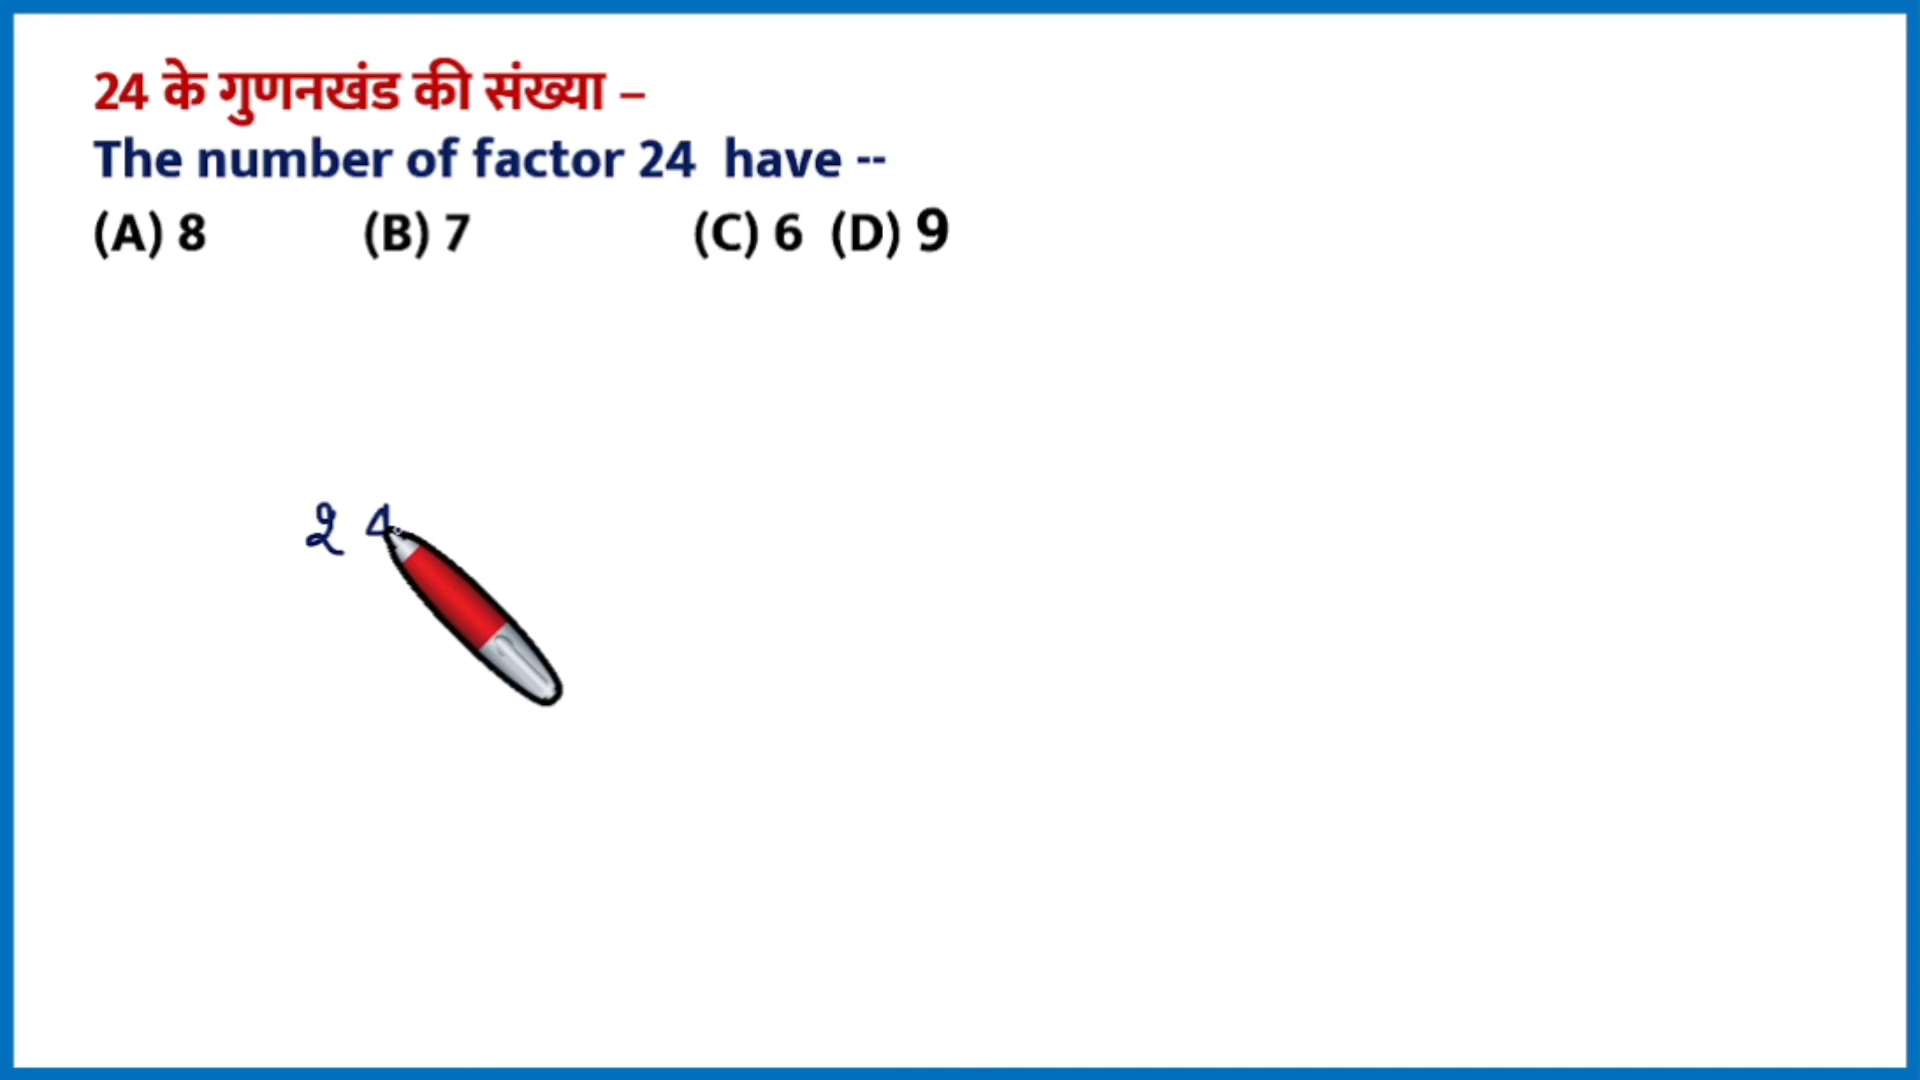 24 के गुणनखंड की संख्या –
The number of factor 24 have --
(A) 8 (B) 7 (C) 6 (D) 9
24